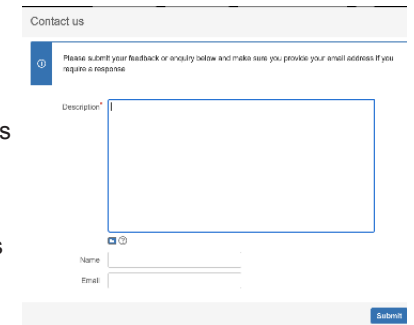 Contact us
Please submit your feedback or enquiry below and make sure you provide your email address if you
require a response
Description*
s
s
Name
Email
Submit